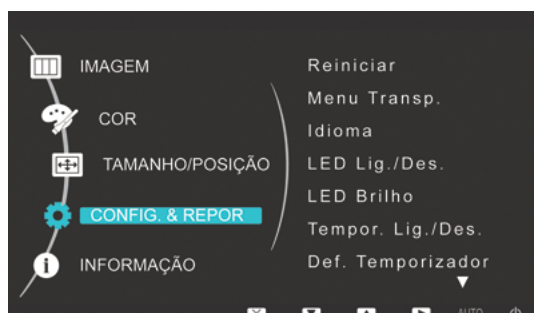 IMAGEM
COR
TAMANHO/POSIÇÃO
CONFIG. & REPOR
INFORMAÇÃO
Reiniciar
Menu Transp.
Idioma
LED Lig./Des.
LED Brilho
Tempor. Lig./Des.
Def. Temporizador
AUTO